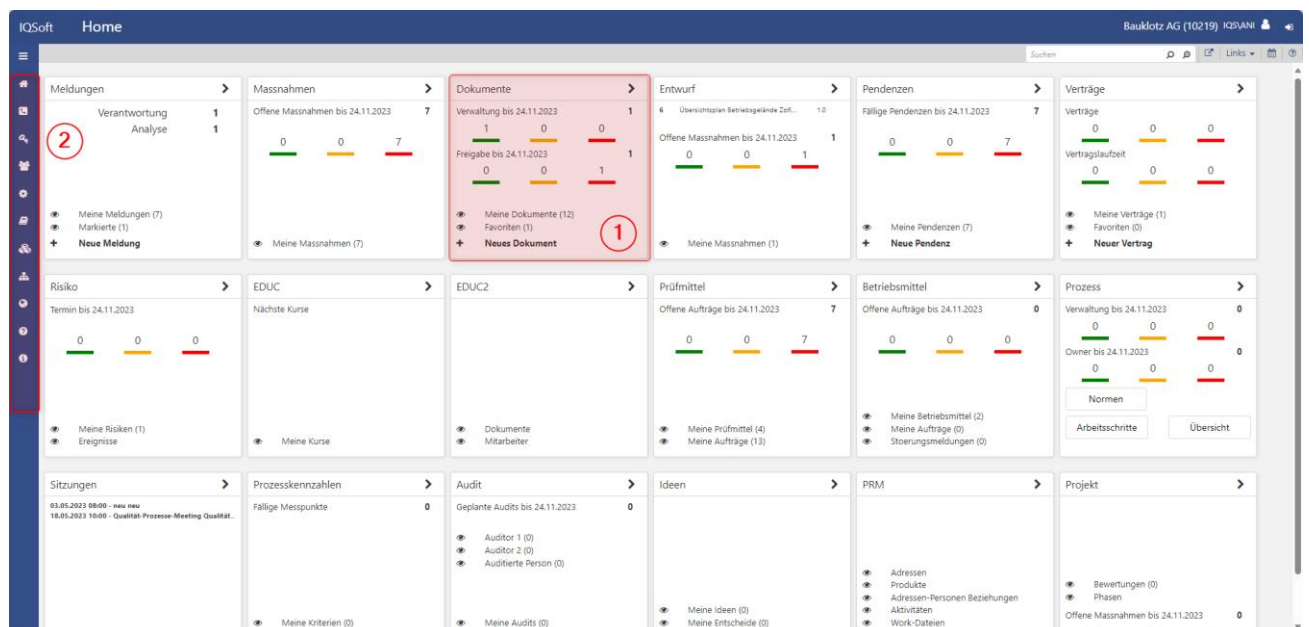 IQSoft Home Bauklotz AG (10219) IQS\ANI
Suchen Links
Meldungen
Verantwortung 1
Analyse 1
2
Meine Meldungen (7)
Markierte (1)
+ Neue Meldung
Massnahmen
Offene Massnahmen bis 24.11.2023 7
0 0 7
Meine Massnahmen (7)
Dokumente
Verwaltung bis 24.11.2023 1
1 0 0
Freigabe bis 24.11.2023 1
0 0 1
Meine Dokumente (12)
Favoriten (1)
+ Neues Dokument
1
Entwurf
6 Übersichtsplan Betriebsgelände Zofi... 1.0
Offene Massnahmen bis 24.11.2023 1
0 0 1
Meine Massnahmen (1)
Pendenzen
Fällige Pendenzen bis 24.11.2023 7
0 0 7
Meine Pendenzen (7)
+ Neue Pendenz
Verträge
Verträge
0 0 0
Vertragslaufzeit
0 0 0
Meine Verträge (1)
Favoriten (0)
+ Neuer Vertrag
Risiko
Termin bis 24.11.2023
0 0 0
Meine Risiken (1)
Ereignisse
EDUC
Nächste Kurse
Meine Kurse
EDUC2
Dokumente
Mitarbeiter
Prüfmittel
Offene Aufträge bis 24.11.2023 7
0 0 7
Meine Prüfmittel (4)
Meine Aufträge (13)
Betriebsmittel
Offene Aufträge bis 24.11.2023 0
0 0 0
Meine Betriebsmittel (2)
Meine Aufträge (0)
Stoerungsmeldungen (0)
Prozess
Verwaltung bis 24.11.2023 0
0 0 0
Owner bis 24.11.2023 0
0 0 0
Normen
Arbeitsschritte Übersicht
Sitzungen
03.05.2023 08:00 - neu neu
18.05.2023 10:00 - Qualität-Prozesse-Meeting Qualität...
Prozesskennzahlen
Fällige Messpunkte 0
Meine Kriterien (0)
Audit
Geplante Audits bis 24.11.2023 0
Auditor 1 (0)
Auditor 2 (0)
Auditierte Person (0)
Meine Audits (0)
Ideen
Meine Ideen (0)
Meine Entscheide (0)
PRM
Adressen
Produkte
Adressen-Personen Beziehungen
Aktivitäten
Work-Dateien
Projekt
Bewertungen (0)
Phasen
Offene Massnahmen bis 24.11.2023 0